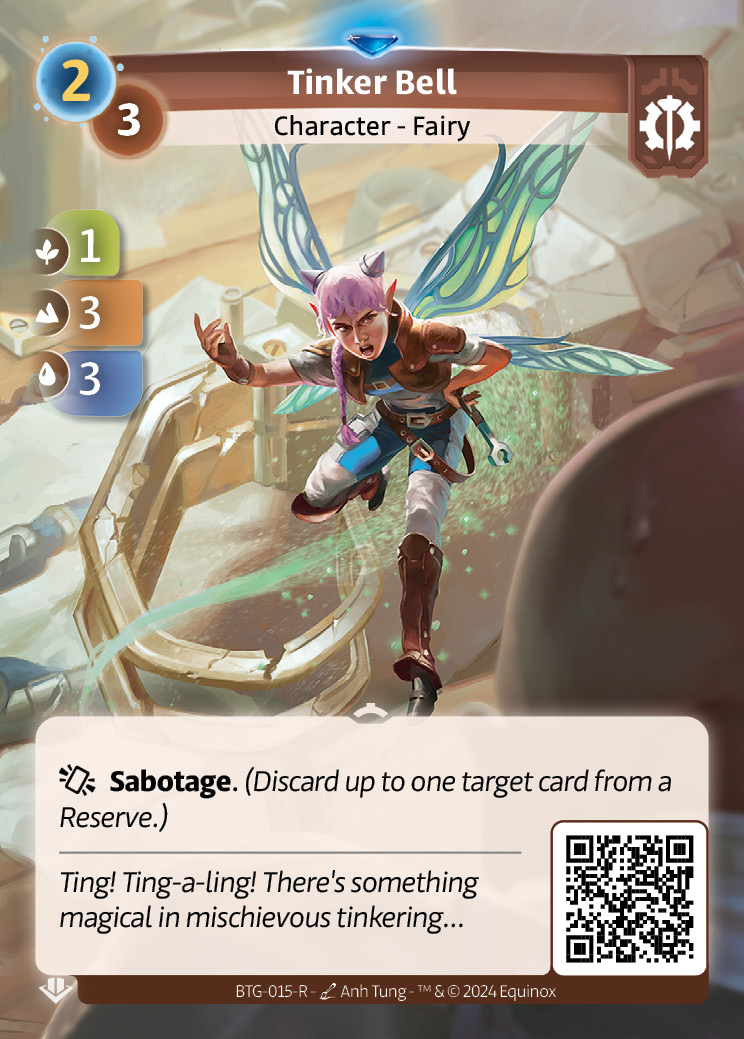 2
Tinker Bell
3
Character - Fairy
1
3
3
Sabotage. (Discard up to one target card from a
Reserve.)
Ting! Ting-a-ling! There's something
magical in mischievous tinkering...
BTG-015-R - Anh Tung - ™ & © 2024 Equinox